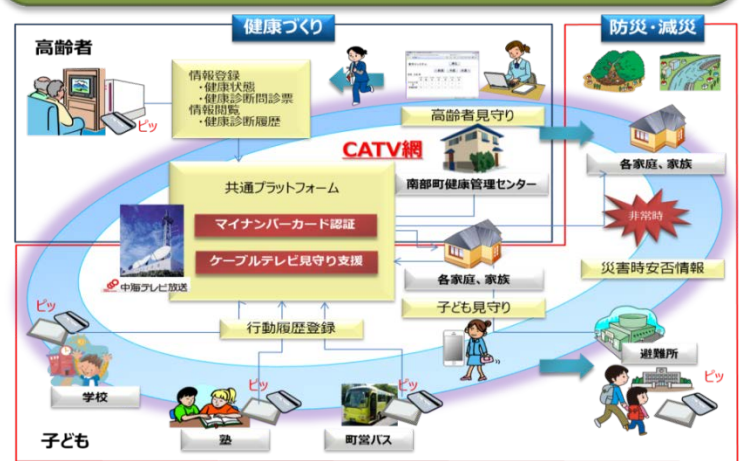 健康づくり
防災・減災
高齢者
情報登録
・健康状態
・健康診断問診票
情報閲覧
・健康診断履歴
ピッ
高齢者見守り
CATV網
各家庭、家族
南部町健康管理センター
共通プラットフォーム
マイナンバーカード認証
ケーブルテレビ見守り支援
非常時
災害時安否情報
中海テレビ放送
各家庭、家族
子ども見守り
ピッ
行動履歴登録
避難所
学校
ピッ
ピッ
ピッ
塾
町営バス
子ども